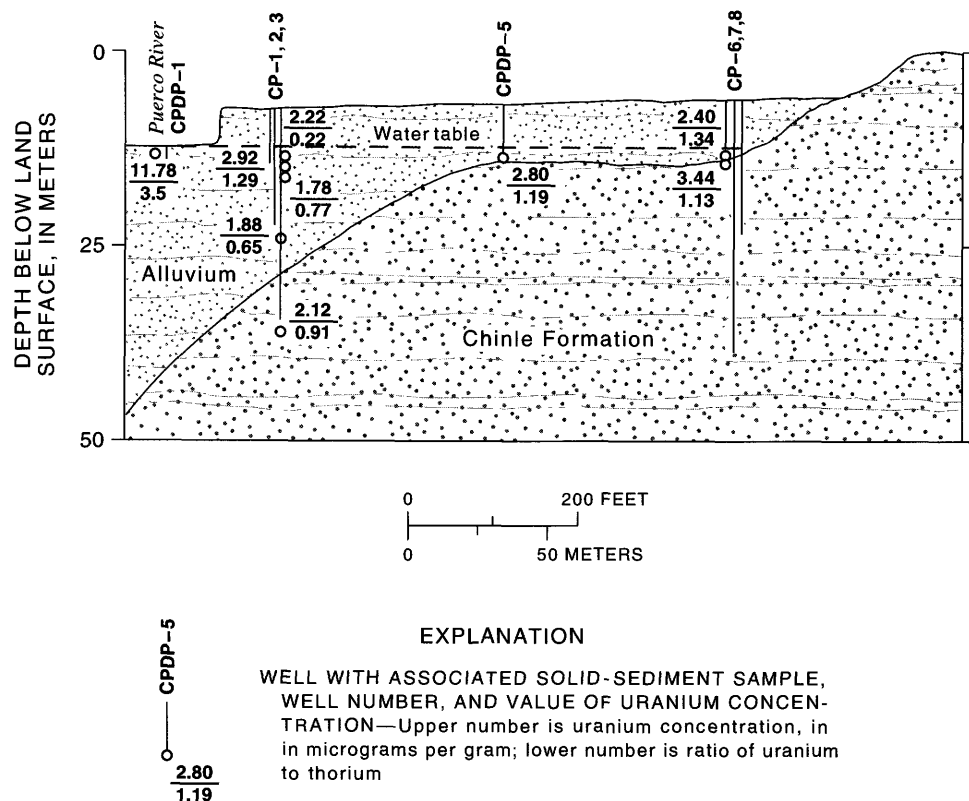 Puerco River
CPDP-1
CP-1, 2, 3
CPDP-5
CP-6,7,8
0
25
50
DEPTH BELOW LAND
SURFACE, IN METERS
2.22
0.22
Water table
2.40
1.34
11.78
3.5
2.92
1.29
1.78
0.77
2.80
1.19
3.44
1.13
1.88
0.65
Alluvium
2.12
0.91
Chinle Formation
0 200 FEET
0 50 METERS
EXPLANATION
CPDP-5
2.80
1.19
WELL WITH ASSOCIATED SOLID-SEDIMENT SAMPLE,
WELL NUMBER, AND VALUE OF URANIUM CONCEN-
TRATION—Upper number is uranium concentration, in
in micrograms per gram; lower number is ratio of uranium
to thorium